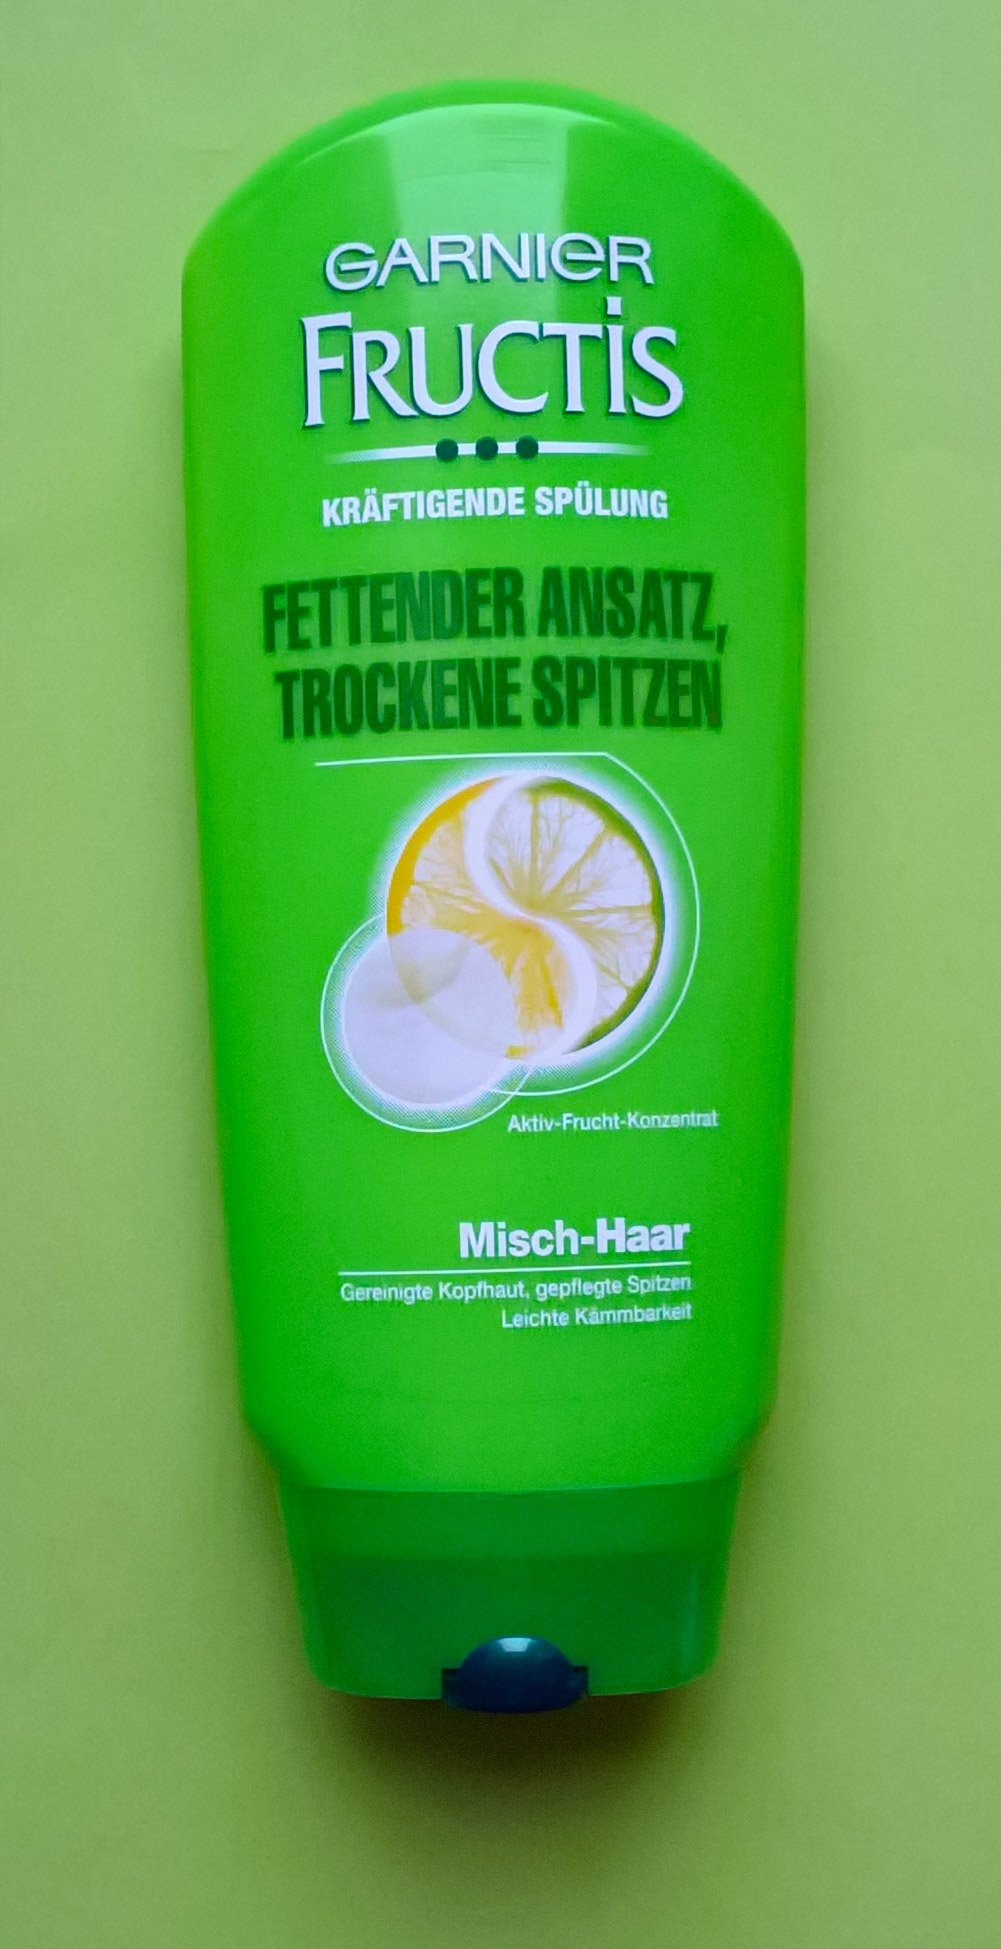 GARNIER
FRUCTIS
KRÄFTIGENDE SPÜLUNG
FETTENDER ANSATZ,
TROCKENE SPITZEN
Aktiv-Frucht-Konzentrat
Misch-Haar
Gereinigte Kopfhaut, gepflegte Spitzen
Leichte Kämmbarkeit